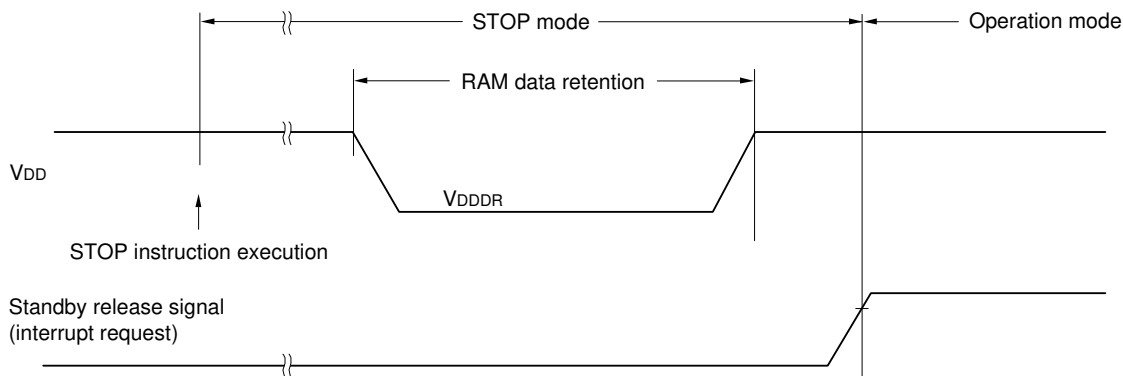 STOP mode
Operation mode
RAM data retention
VDD
VDDDR
STOP instruction execution
Standby release signal
(interrupt request)